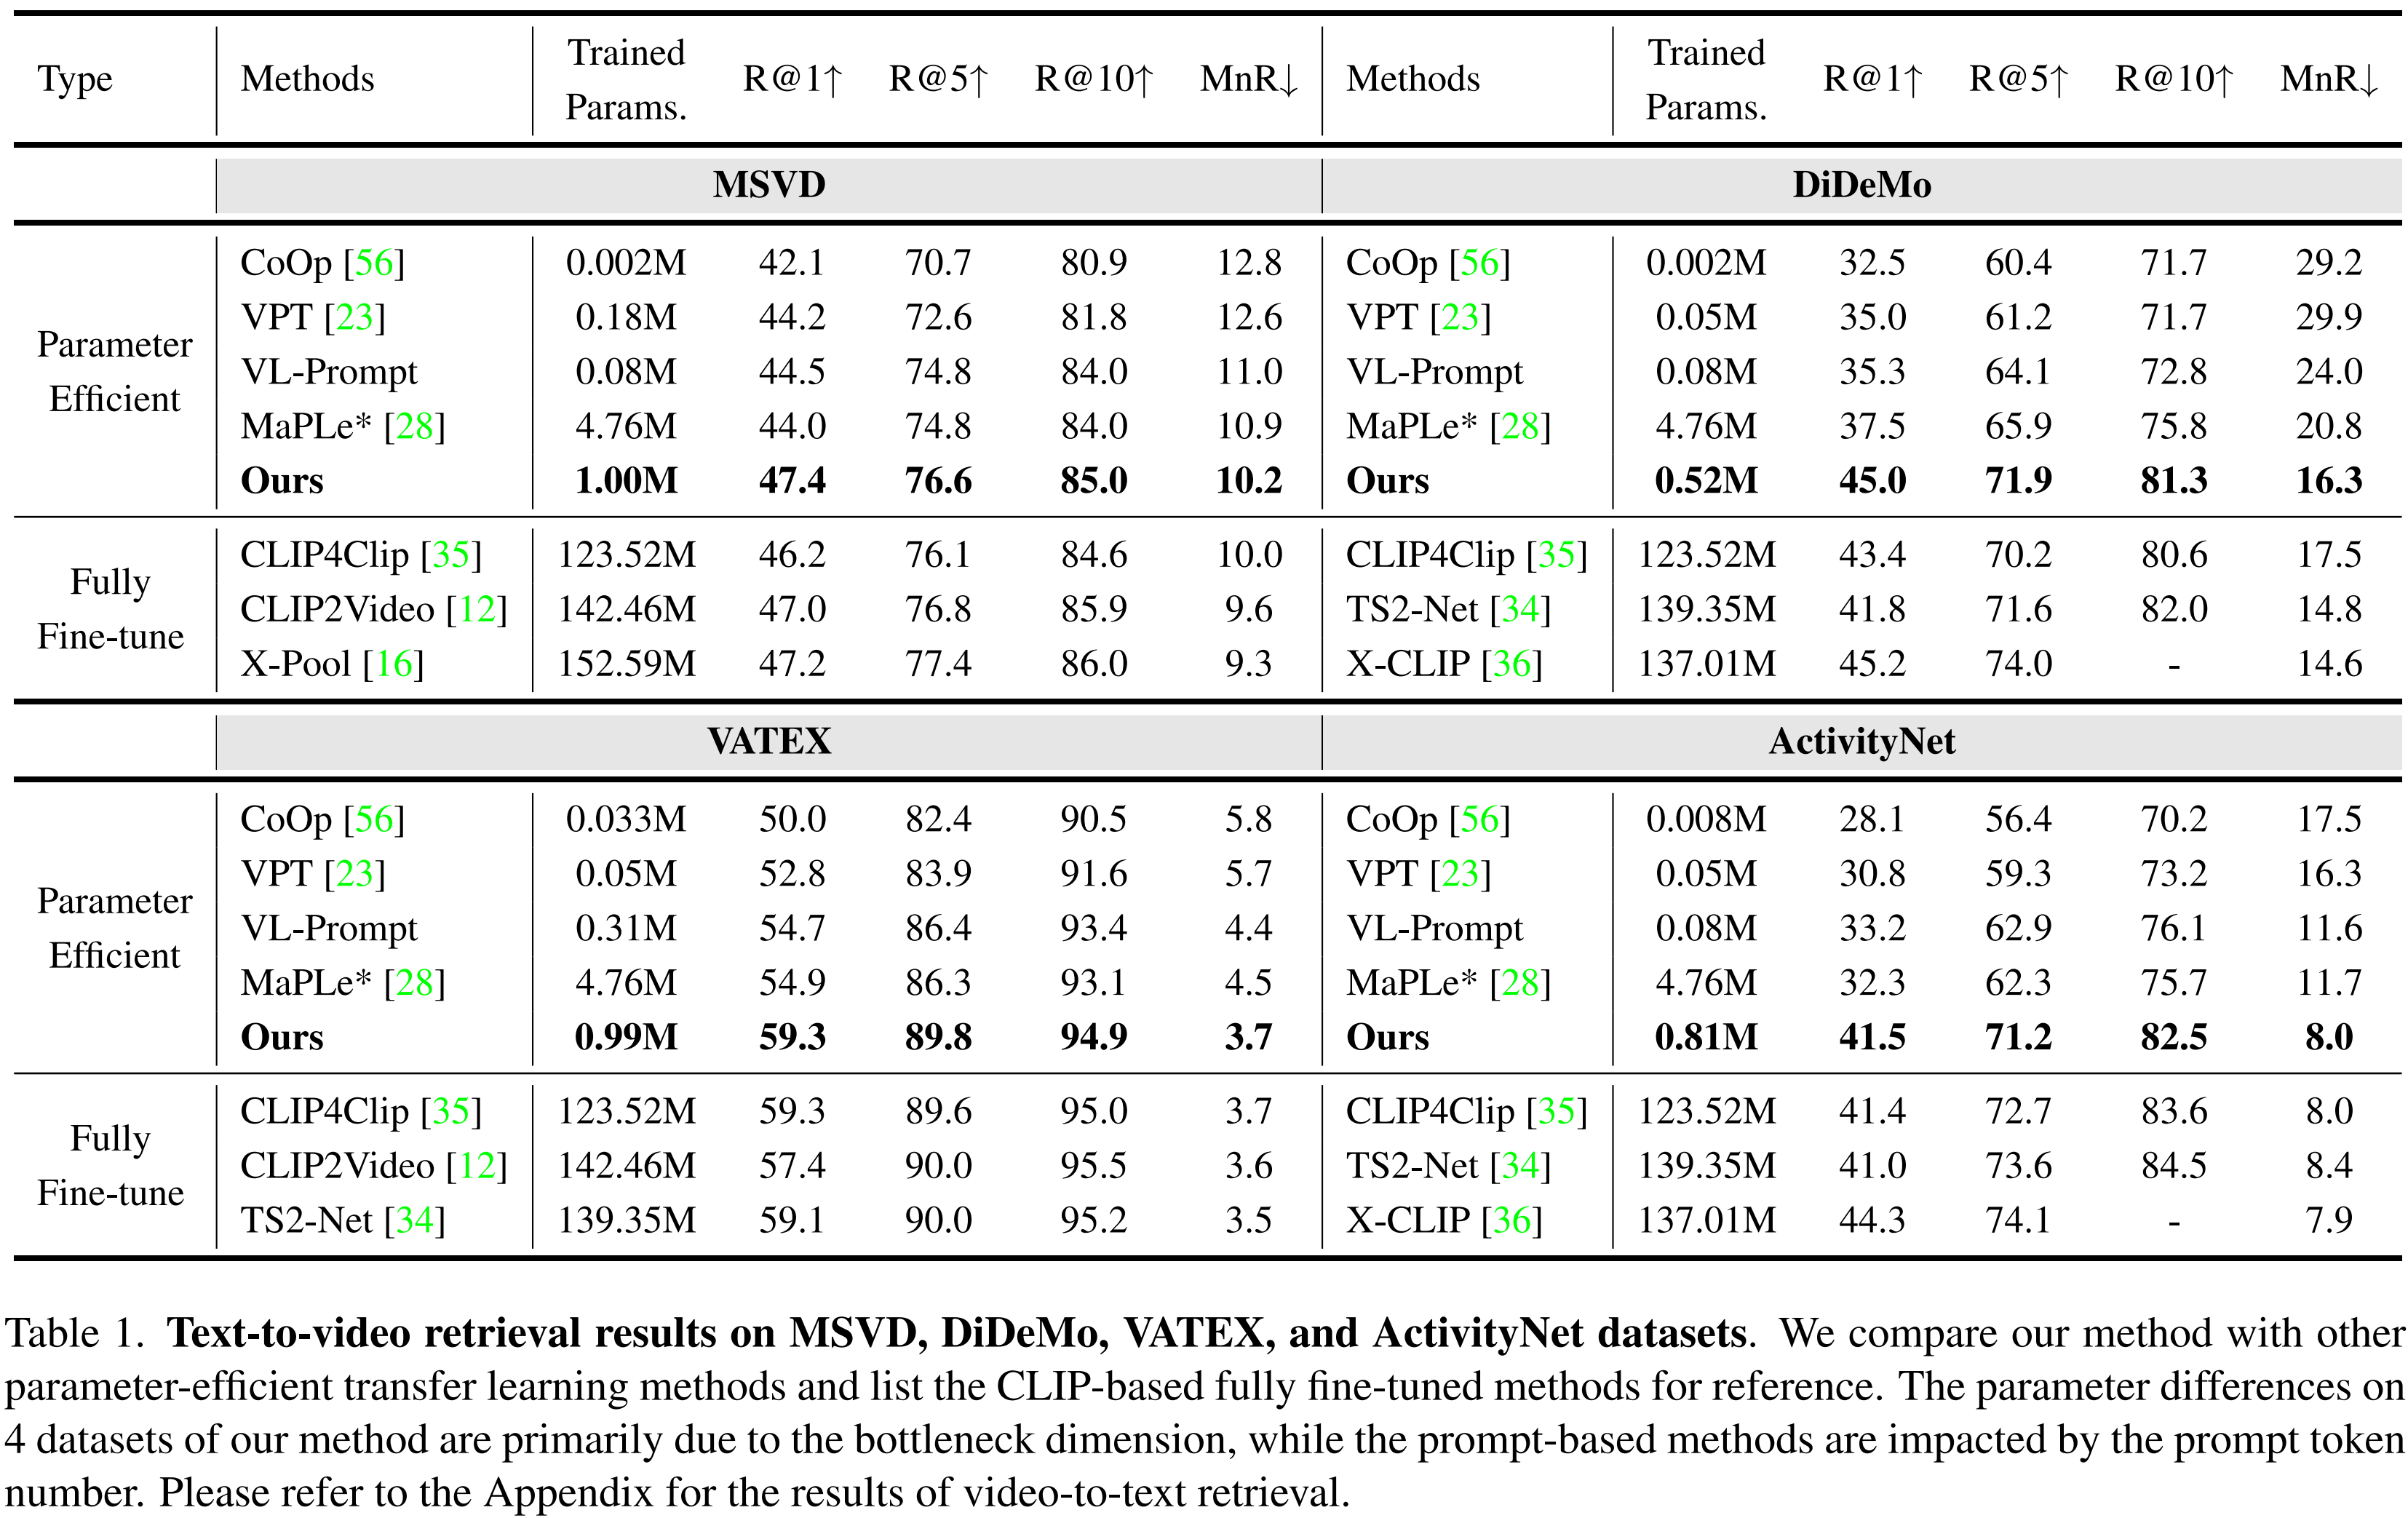 Type Methods Trained Params. R@1↑ R@5↑ R@10↑ MnR↓ Methods Trained Params. R@1↑ R@5↑ R@10↑ MnR↓
MSVD DiDeMo
Parameter Efficient
CoOp [56] 0.002M 42.1 70.7 80.9 12.8 CoOp [56] 0.002M 32.5 60.4 71.7 29.2
VPT [23] 0.18M 44.2 72.6 81.8 12.6 VPT [23] 0.05M 35.0 61.2 71.7 29.9
VL-Prompt 0.08M 44.5 74.8 84.0 11.0 VL-Prompt 0.08M 35.3 64.1 72.8 24.0
MaPLe* [28] 4.76M 44.0 74.8 84.0 10.9 MaPLe* [28] 4.76M 37.5 65.9 75.8 20.8
Ours 1.00M 47.4 76.6 85.0 10.2 Ours 0.52M 45.0 71.9 81.3 16.3
Fully Fine-tune
CLIP4Clip [35] 123.52M 46.2 76.1 84.6 10.0 CLIP4Clip [35] 123.52M 43.4 70.2 80.6 17.5
CLIP2Video [12] 142.46M 47.0 76.8 85.9 9.6 TS2-Net [34] 139.35M 41.8 71.6 82.0 14.8
X-Pool [16] 152.59M 47.2 77.4 86.0 9.3 X-CLIP [36] 137.01M 45.2 74.0 - 14.6
VATEX ActivityNet
Parameter Efficient
CoOp [56] 0.033M 50.0 82.4 90.5 5.8 CoOp [56] 0.008M 28.1 56.4 70.2 17.5
VPT [23] 0.05M 52.8 83.9 91.6 5.7 VPT [23] 0.05M 30.8 59.3 73.2 16.3
VL-Prompt 0.31M 54.7 86.4 93.4 4.4 VL-Prompt 0.08M 33.2 62.9 76.1 11.6
MaPLe* [28] 4.76M 54.9 86.3 93.1 4.5 MaPLe* [28] 4.76M 32.3 62.3 75.7 11.7
Ours 0.99M 59.3 89.8 94.9 3.7 Ours 0.81M 41.5 71.2 82.5 8.0
Fully Fine-tune
CLIP4Clip [35] 123.52M 59.3 89.6 95.0 3.7 CLIP4Clip [35] 123.52M 41.4 72.7 83.6 8.0
CLIP2Video [12] 142.46M 57.4 90.0 95.5 3.6 TS2-Net [34] 139.35M 41.0 73.6 84.5 8.4
TS2-Net [34] 139.35M 59.1 90.0 95.2 3.5 X-CLIP [36] 137.01M 44.3 74.1 - 7.9
Table 1. Text-to-video retrieval results on MSVD, DiDeMo, VATEX, and ActivityNet datasets. We compare our method with other
parameter-efficient transfer learning methods and list the CLIP-based fully fine-tuned methods for reference. The parameter differences on
4 datasets of our method are primarily due to the bottleneck dimension, while the prompt-based methods are impacted by the prompt token
number. Please refer to the Appendix for the results of video-to-text retrieval.